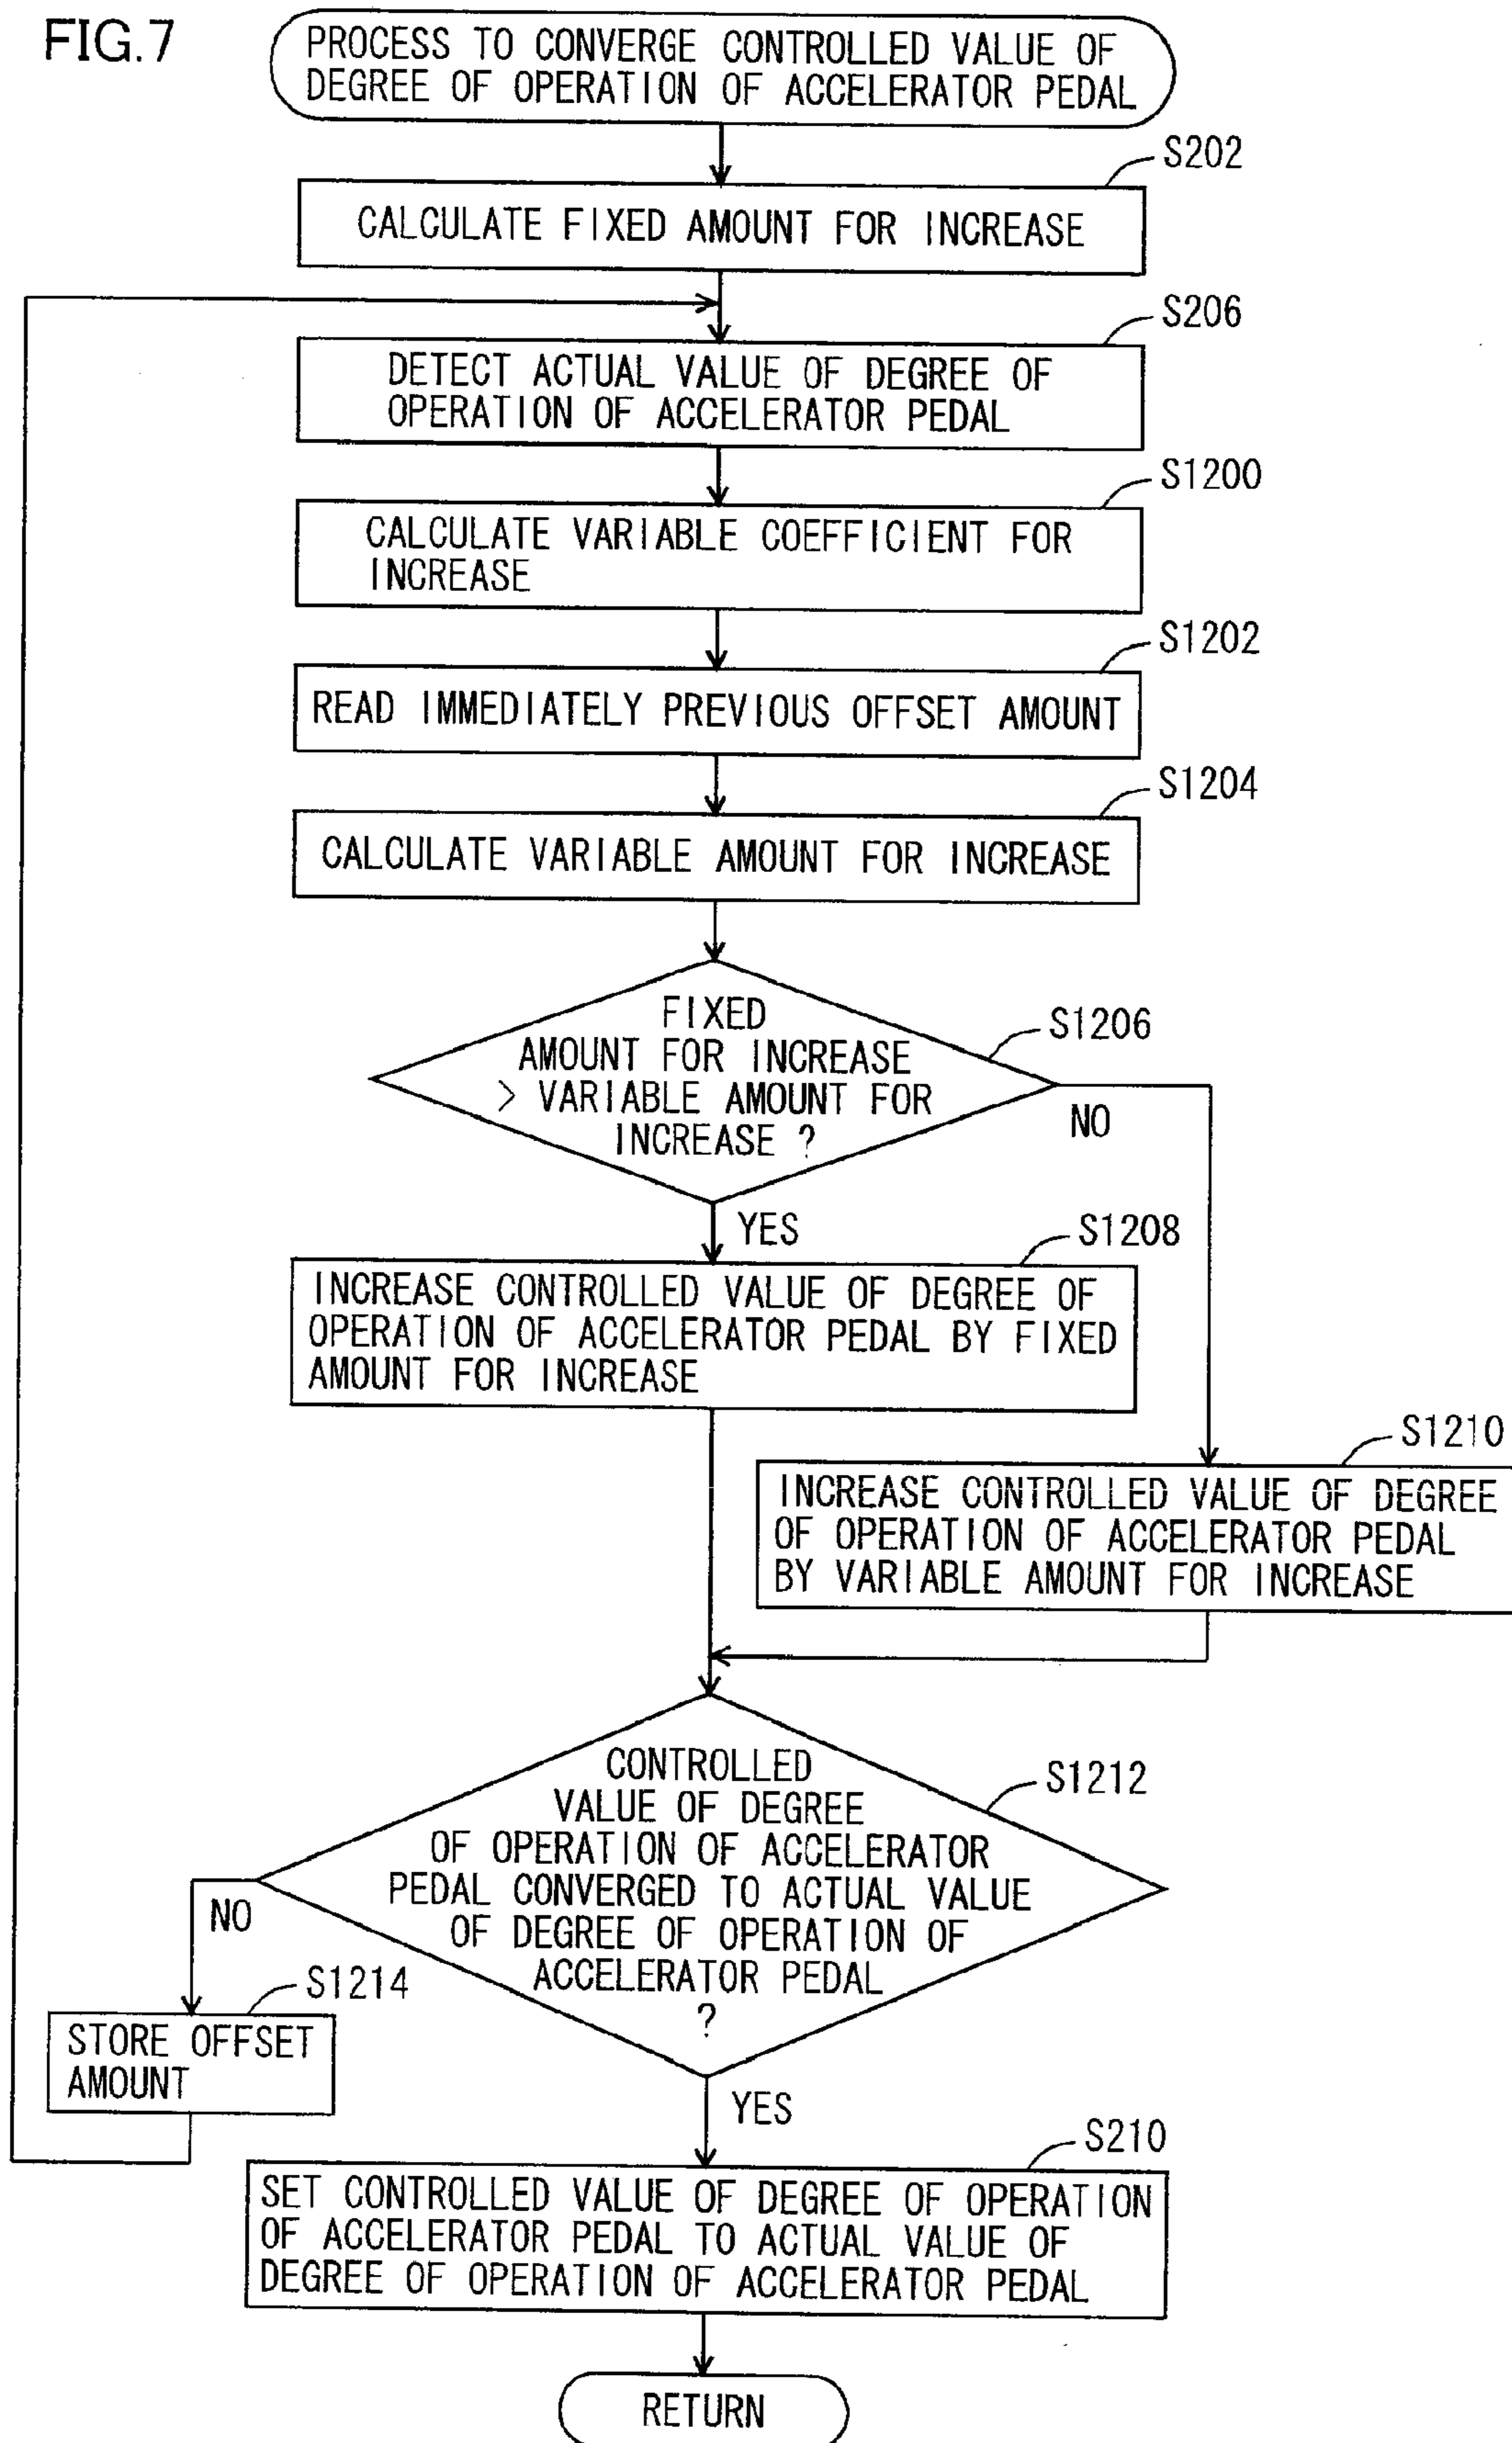 FIG.7
PROCESS TO CONVERGE CONTROLLED VALUE OF
DEGREE OF OPERATION OF ACCELERATOR PEDAL
S202
CALCULATE FIXED AMOUNT FOR INCREASE
S206
DETECT ACTUAL VALUE OF DEGREE OF
OPERATION OF ACCELERATOR PEDAL
S1200
CALCULATE VARIABLE COEFFICIENT FOR
INCREASE
S1202
READ IMMEDIATELY PREVIOUS OFFSET AMOUNT
S1204
CALCULATE VARIABLE AMOUNT FOR INCREASE
S1206
FIXED
AMOUNT FOR INCREASE
> VARIABLE AMOUNT FOR
INCREASE ?
NO
YES
S1208
INCREASE CONTROLLED VALUE OF DEGREE OF
OPERATION OF ACCELERATOR PEDAL BY FIXED
AMOUNT FOR INCREASE
S1210
INCREASE CONTROLLED VALUE OF DEGREE
OF OPERATION OF ACCELERATOR PEDAL
BY VARIABLE AMOUNT FOR INCREASE
S1212
CONTROLLED
VALUE OF DEGREE
OF OPERATION OF ACCELERATOR
PEDAL CONVERGED TO ACTUAL VALUE
OF DEGREE OF OPERATION OF
ACCELERATOR PEDAL
?
NO
S1214
STORE OFFSET
AMOUNT
YES
S210
SET CONTROLLED VALUE OF DEGREE OF OPERATION
OF ACCELERATOR PEDAL TO ACTUAL VALUE OF
DEGREE OF OPERATION OF ACCELERATOR PEDAL
RETURN